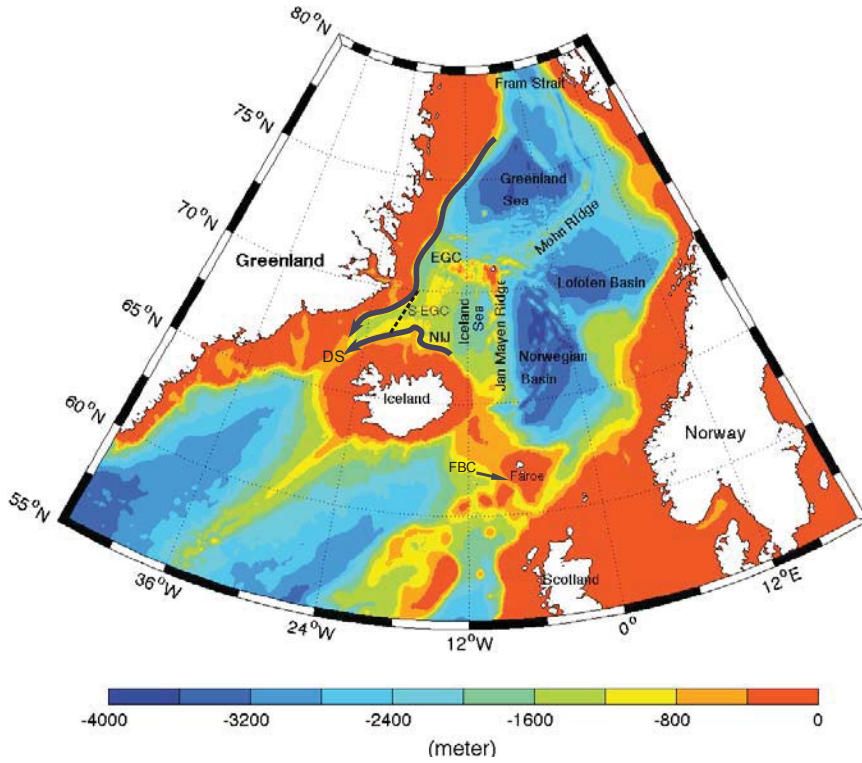 80°N
75°N
70°N
65°N
60°N
55°N
Fram Strait
Greenland
Sea
Mohn Ridge
Greenland
EGC
Lofoten Basin
S-EGC
Iceland
Sea
Jan Mayen Ridge
NIJ
DS
Norwegian
Basin
Iceland
Norway
FBC
Faroe
Scotland
36°W
24°W
12°W
0°
12°E
-4000
-3200
-2400
-1600
-800
0
(meter)